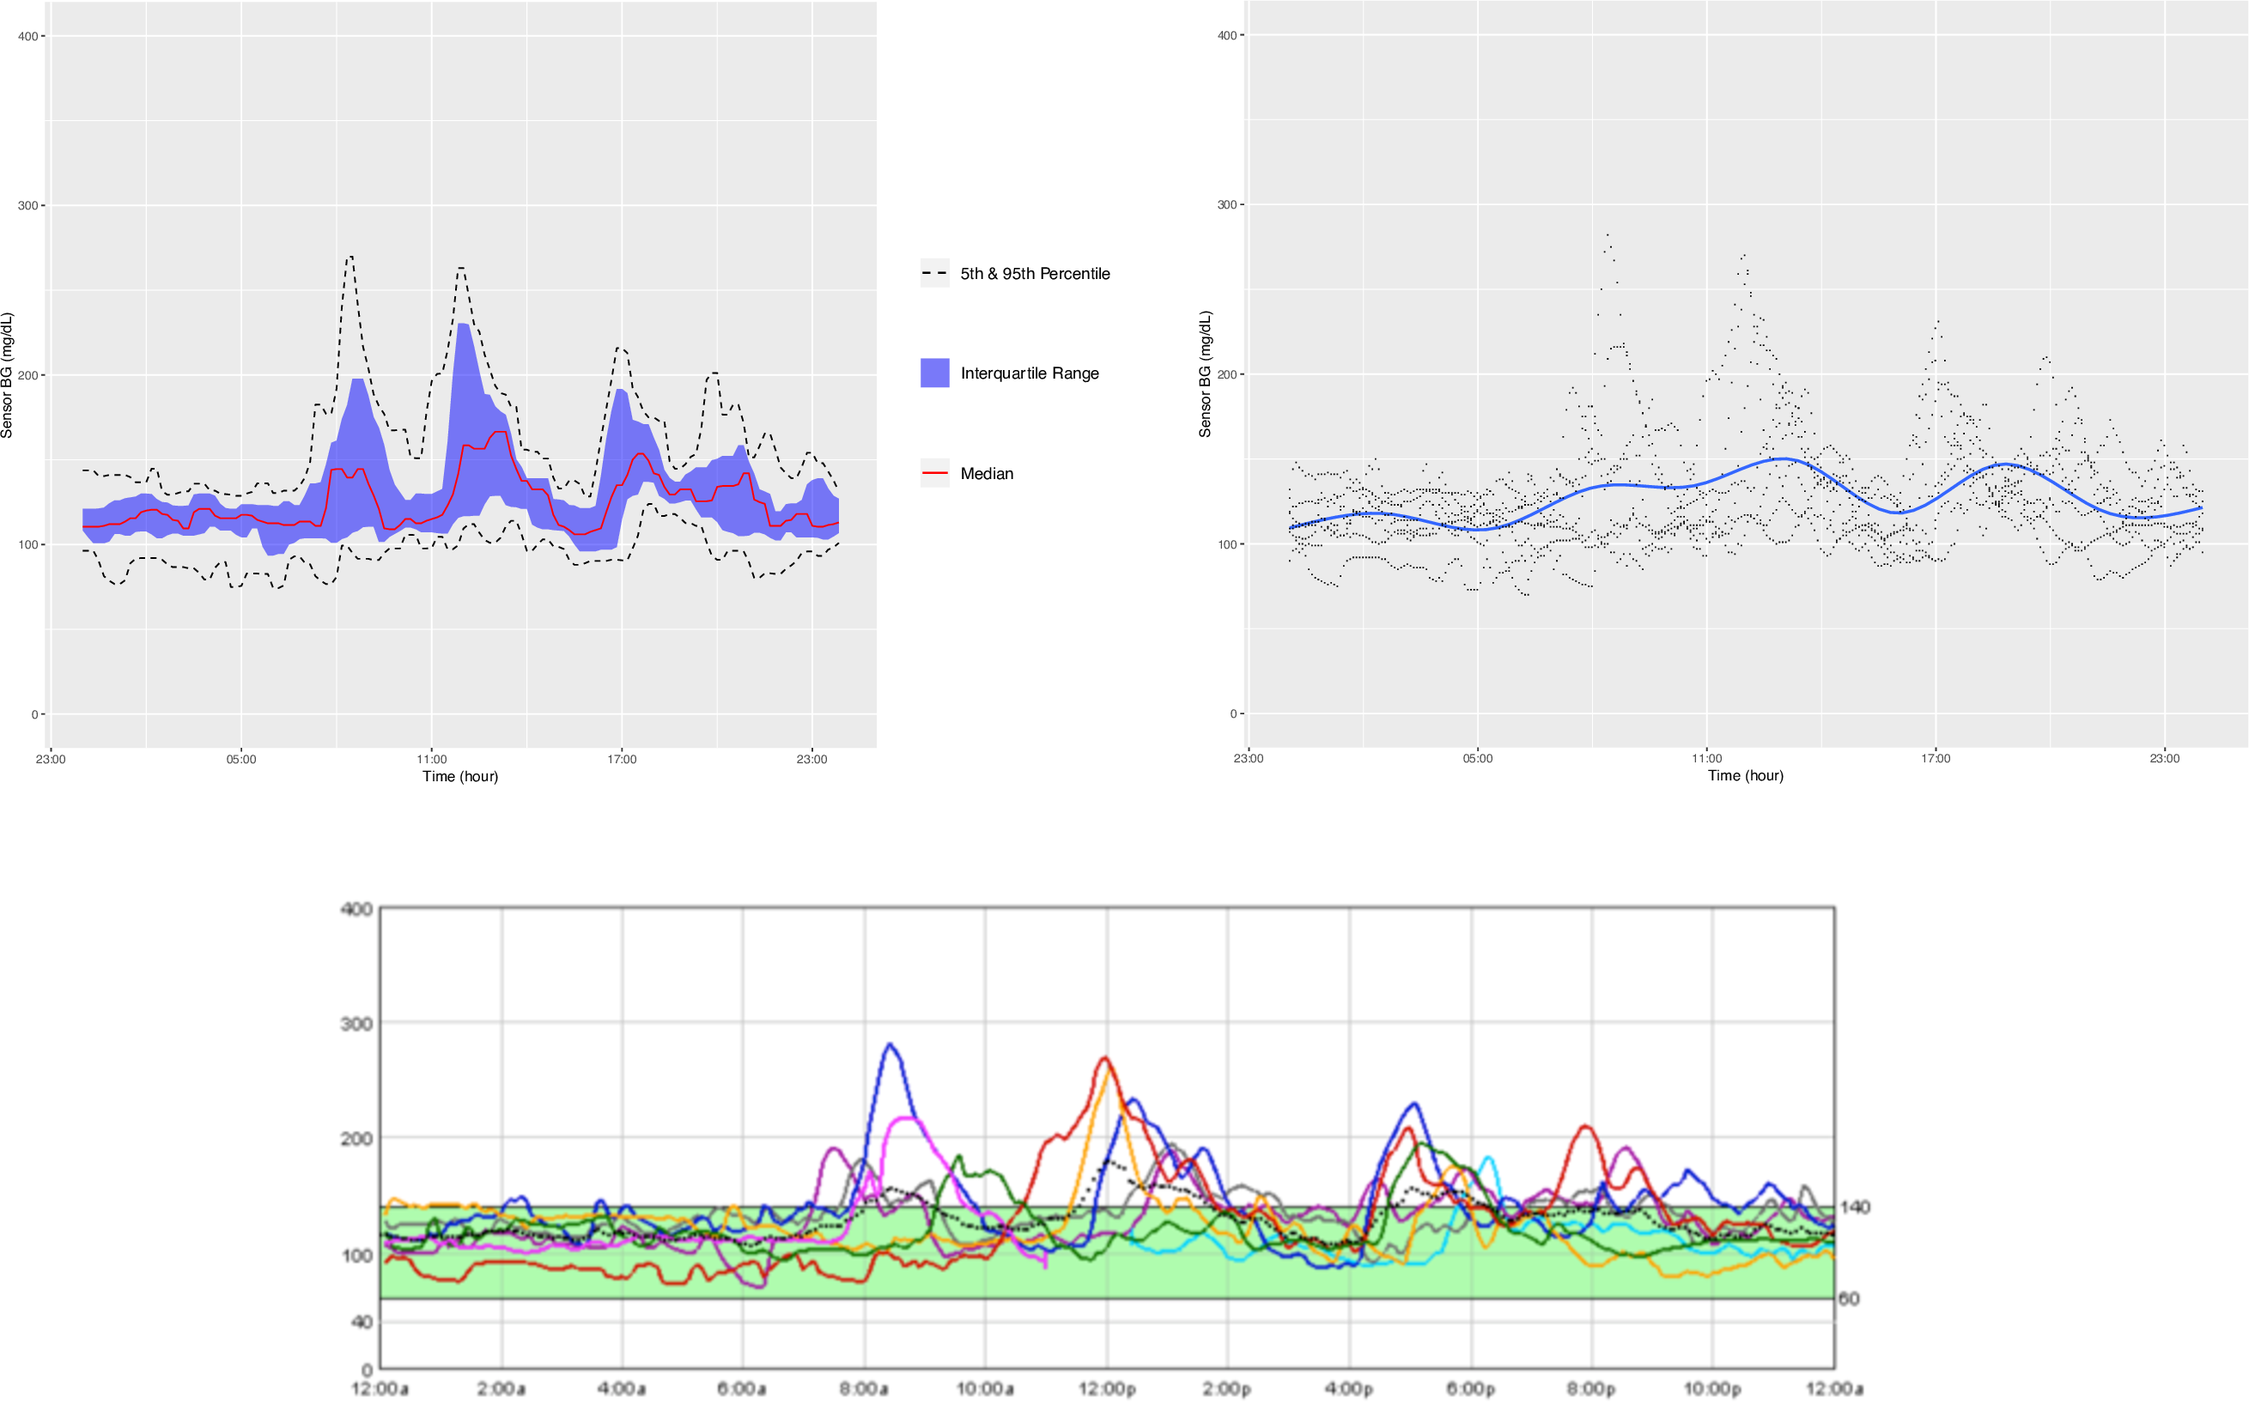 400
300
200
100
0
Sensor BG (mg/dL)
23:00
05:00
11:00
17:00
23:00
Time (hour)
5th & 95th Percentile
Interquartile Range
Median
400
300
200
100
0
Sensor BG (mg/dL)
23:00
05:00
11:00
17:00
23:00
Time (hour)
400
300
200
100
40
0
140
60
12:00a
2:00a
4:00a
6:00a
8:00a
10:00a
12:00p
2:00p
4:00p
6:00p
8:00p
10:00p
12:00a